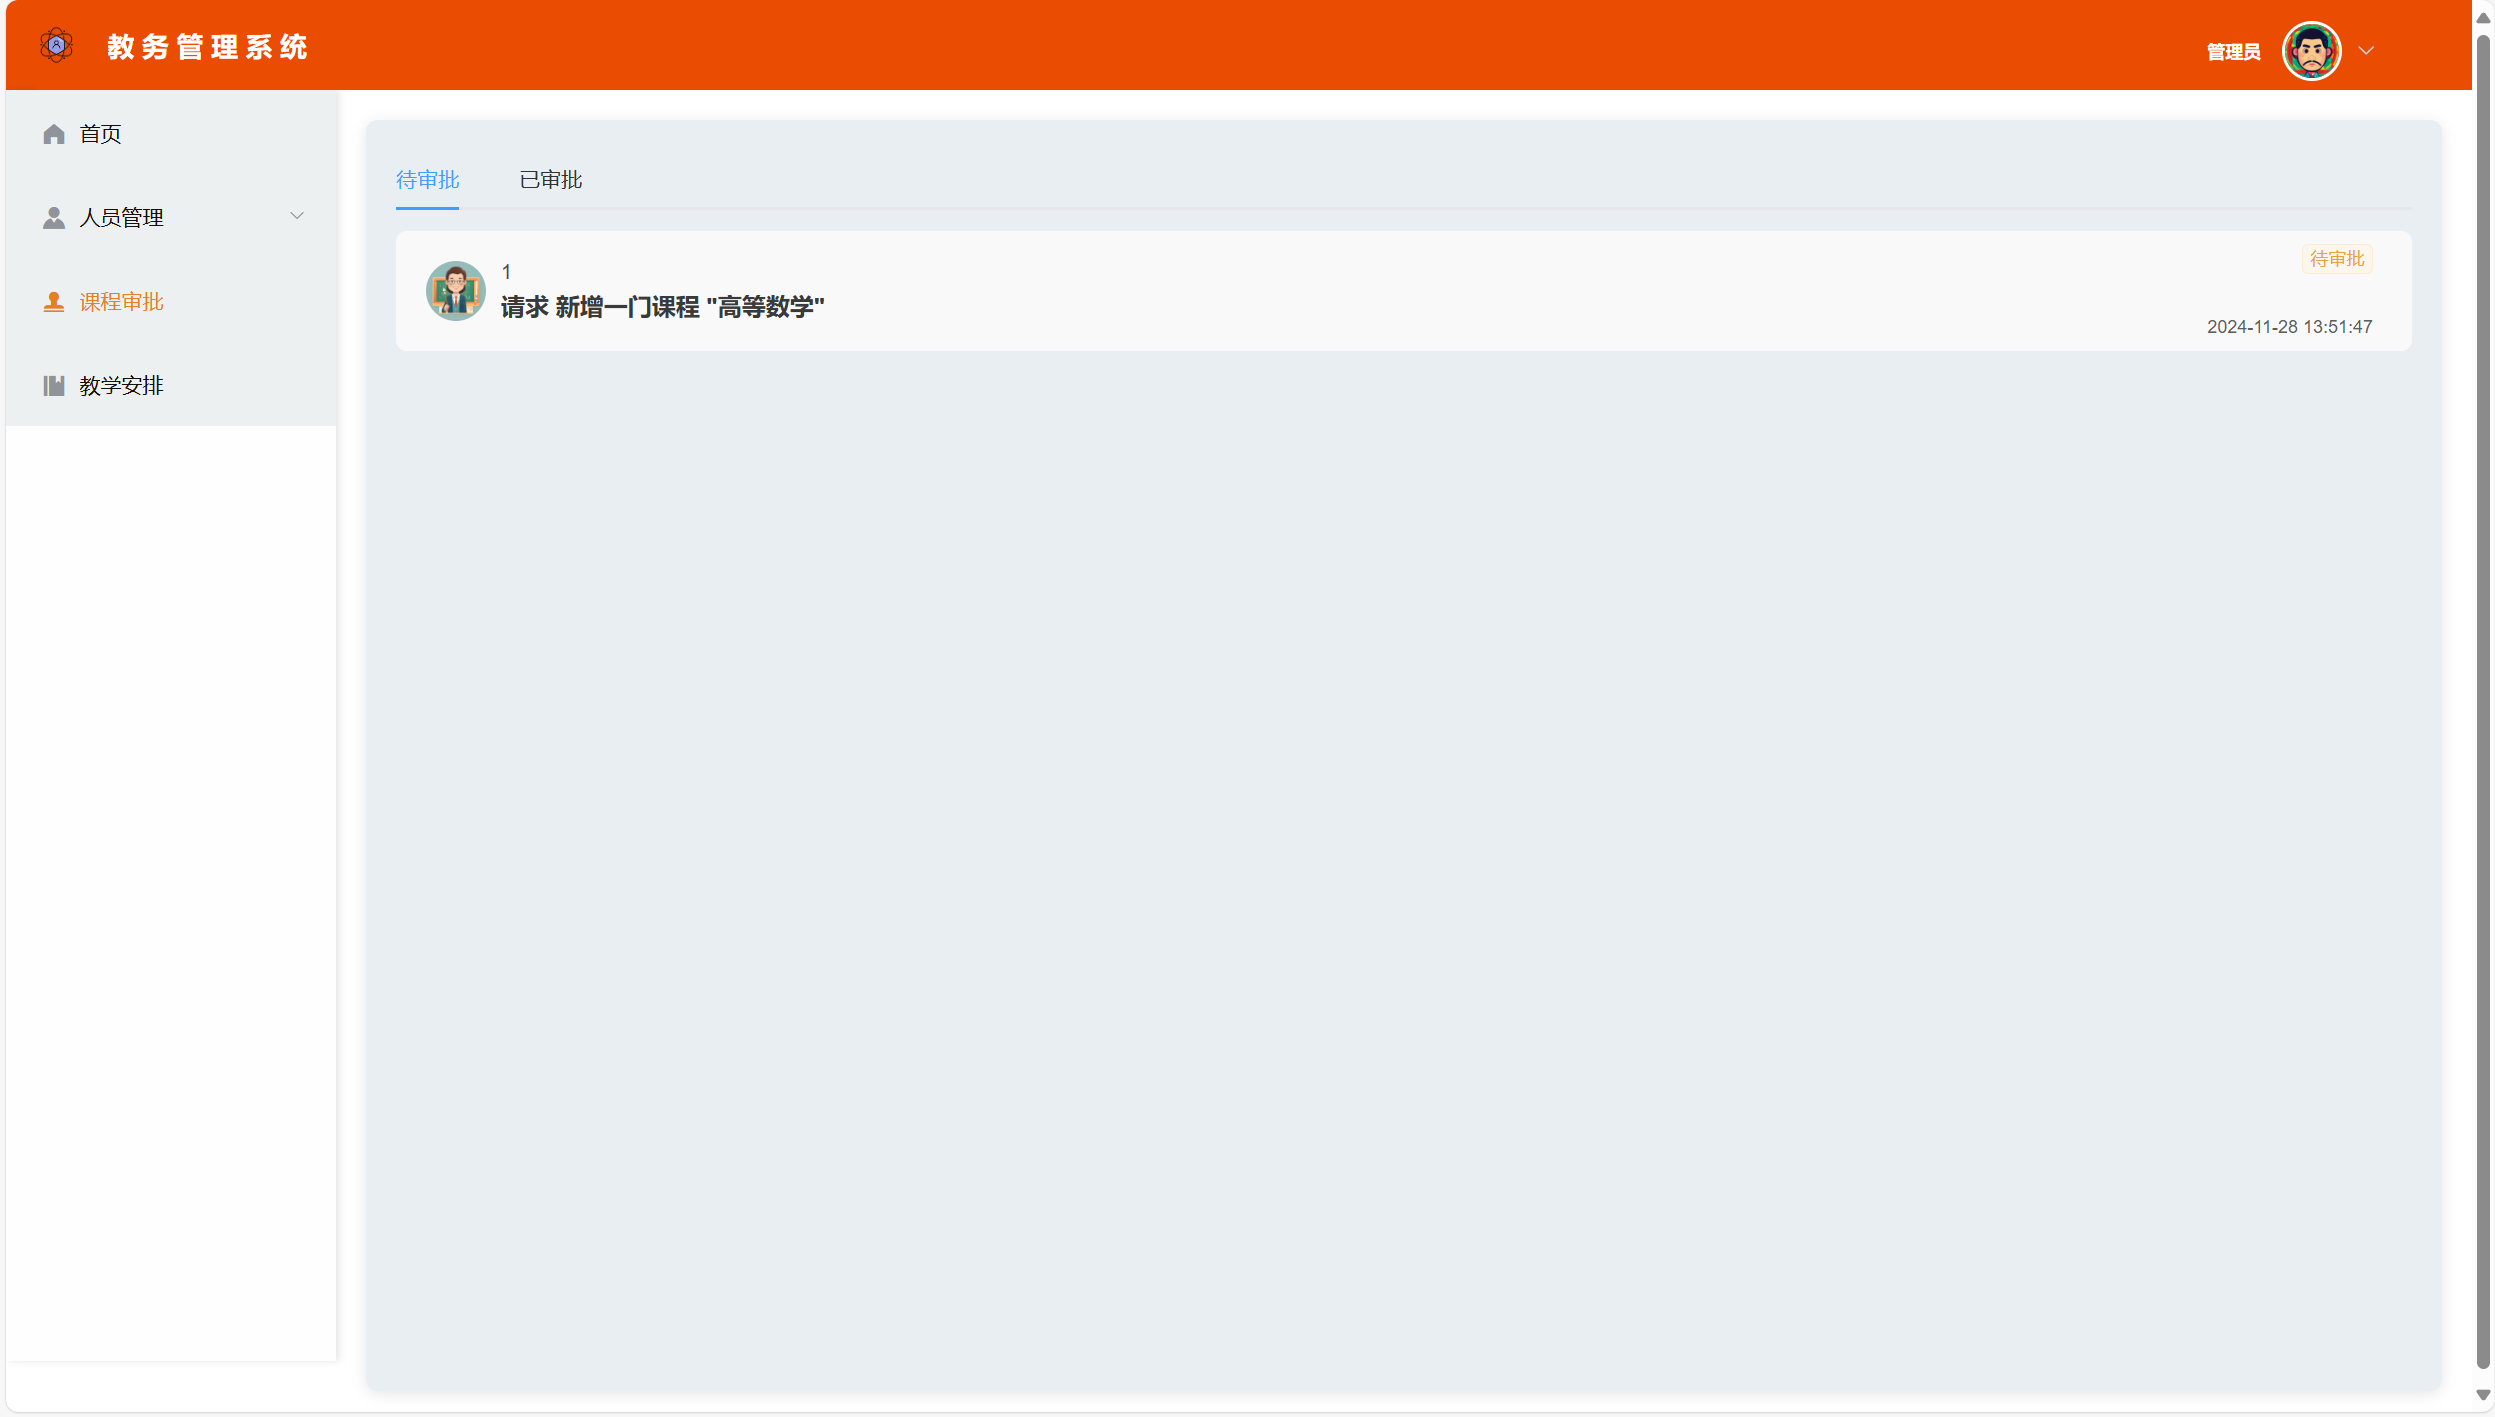 教务管理系统
管理员
首页
人员管理
课程审批
教学安排
待审批
已审批
1
请求 新增一门课程 "高等数学"
待审批
2024-11-28 13:51:47